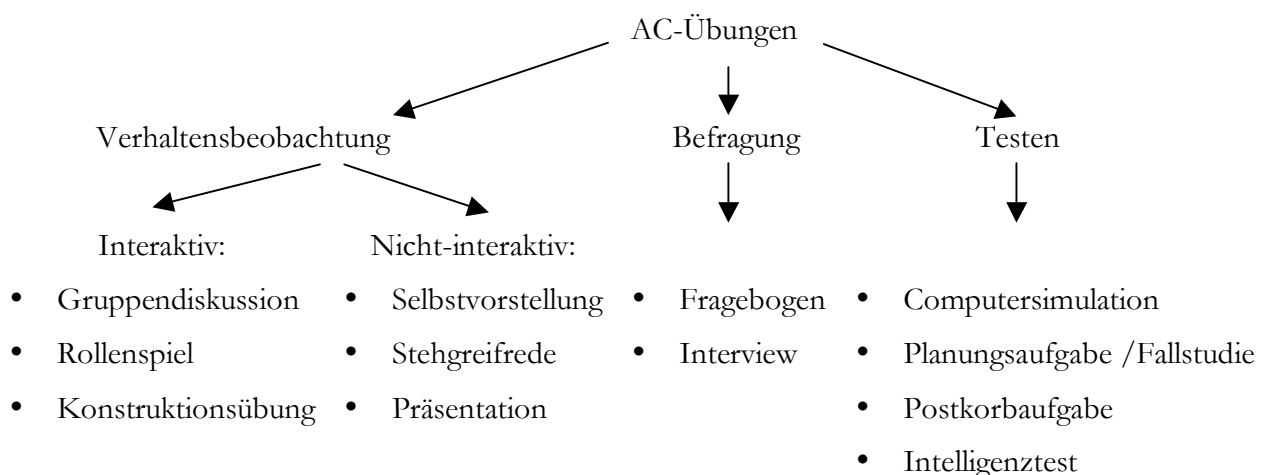 AC-Übungen
Verhaltensbeobachtung Befragung Testen
Interaktiv: Nicht-interaktiv:
• Gruppendiskussion • Selbstvorstellung • Fragebogen • Computersimulation
• Rollenspiel • Stehgreifrede • Interview • Planungsaufgabe /Fallstudie
• Konstruktionsübung • Präsentation • Postkorbaufgabe
• Intelligenztest